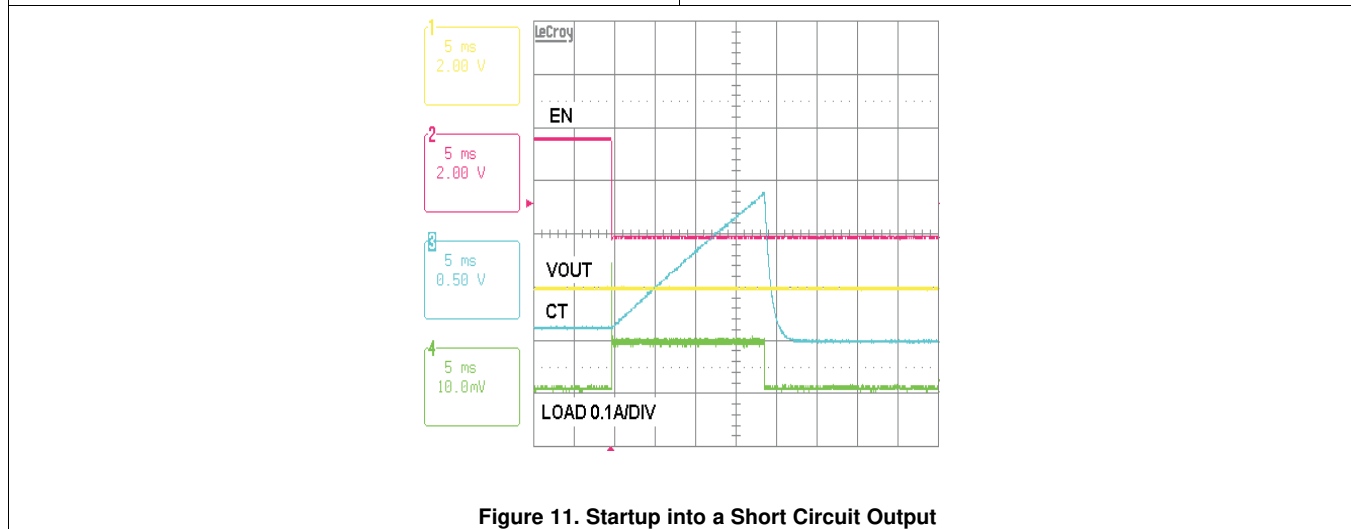 1
5 ms
2.00 V
2
5 ms
2.00 V
3
5 ms
0.50 V
4
5 ms
10.0mV
LeCroy
EN
VOUT
CT
LOAD 0.1A/DIV
Figure 11. Startup into a Short Circuit Output